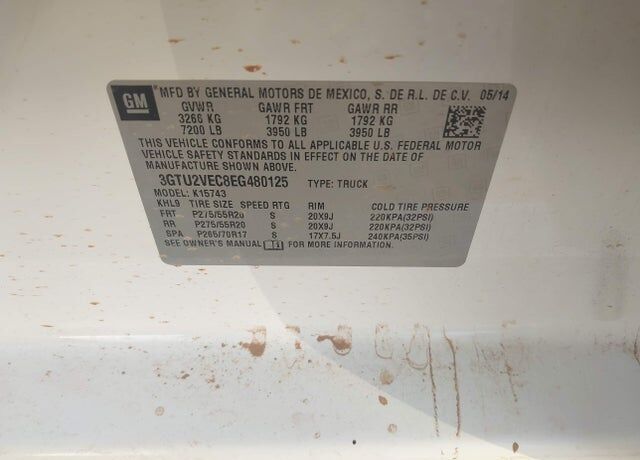 GM
MFD BY GENERAL MOTORS DE MEXICO, S. DE R.L. DE C.V. 05/14
GVWR GAWR FRT GAWR RR
3266 KG 1792 KG 1792 KG
7200 LB 3950 LB 3950 LB
THIS VEHICLE CONFORMS TO ALL APPLICABLE U.S. FEDERAL MOTOR
VEHICLE SAFETY STANDARDS IN EFFECT ON THE DATE OF
MANUFACTURE SHOWN ABOVE.
3GTU2VEC8EG480125 TYPE: TRUCK
MODEL: K15743
KHL9 TIRE SIZE SPEED RTG RIM COLD TIRE PRESSURE
FRT P275/55R20 S 20X9J 220KPA(32PSI)
RR P275/55R20 S 20X9J 220KPA(32PSI)
SPA P265/70R17 S 17X7.5J 240KPA(35PSI)
SEE OWNER'S MANUAL FOR MORE INFORMATION.